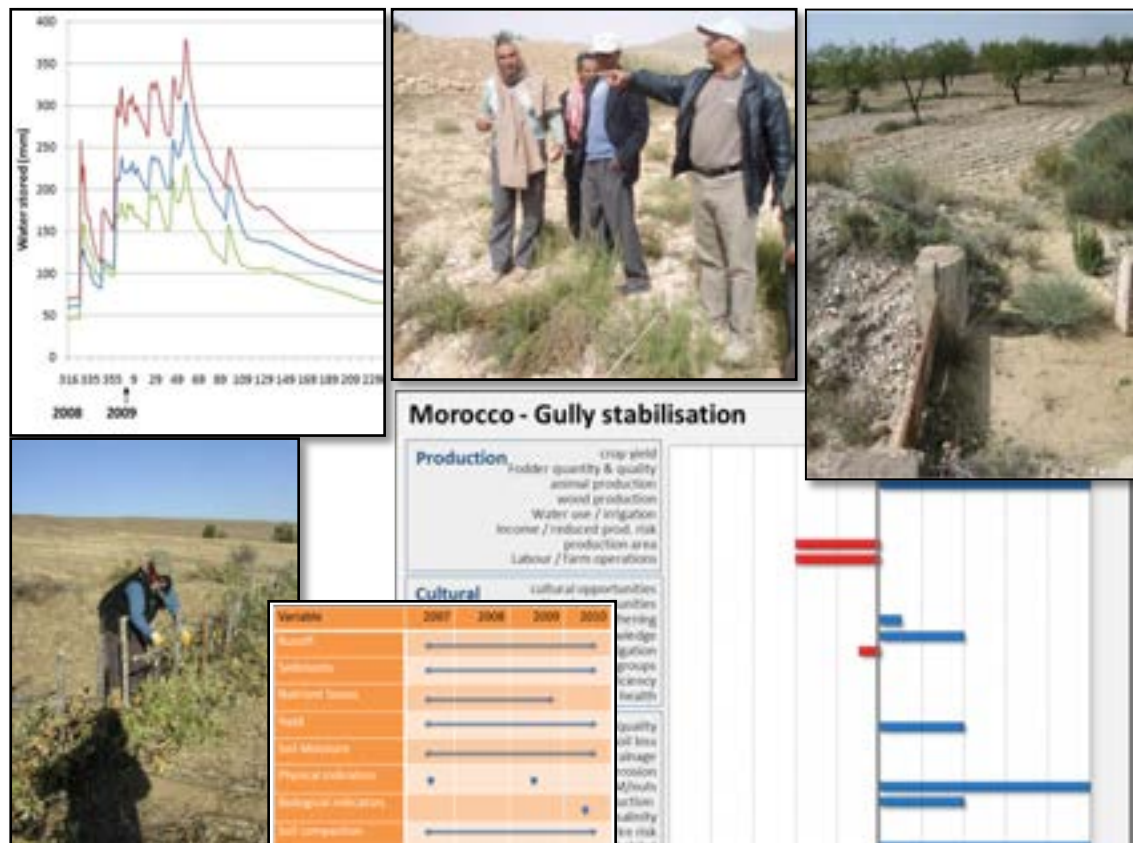 Water stored (mm)
400
350
300
250
200
150
100
50
0
316 335 355 9 29 49 69 89 109 129 149 169 189 209 229
2008 2009
Morocco - Gully stabilisation
Production
crop yield
Fodder quantity & quality
animal production
wood production
Water use / irrigation
Income / reduced prod. risk
production area
Labour / farm operations
Cultural
cultural opportunities
Variable 2007 2008 2009 2010
Runoff
Sediments
Nutrient losses
Yield
Soil Moisture
Physical indicators
Biological indicators
Soil compaction